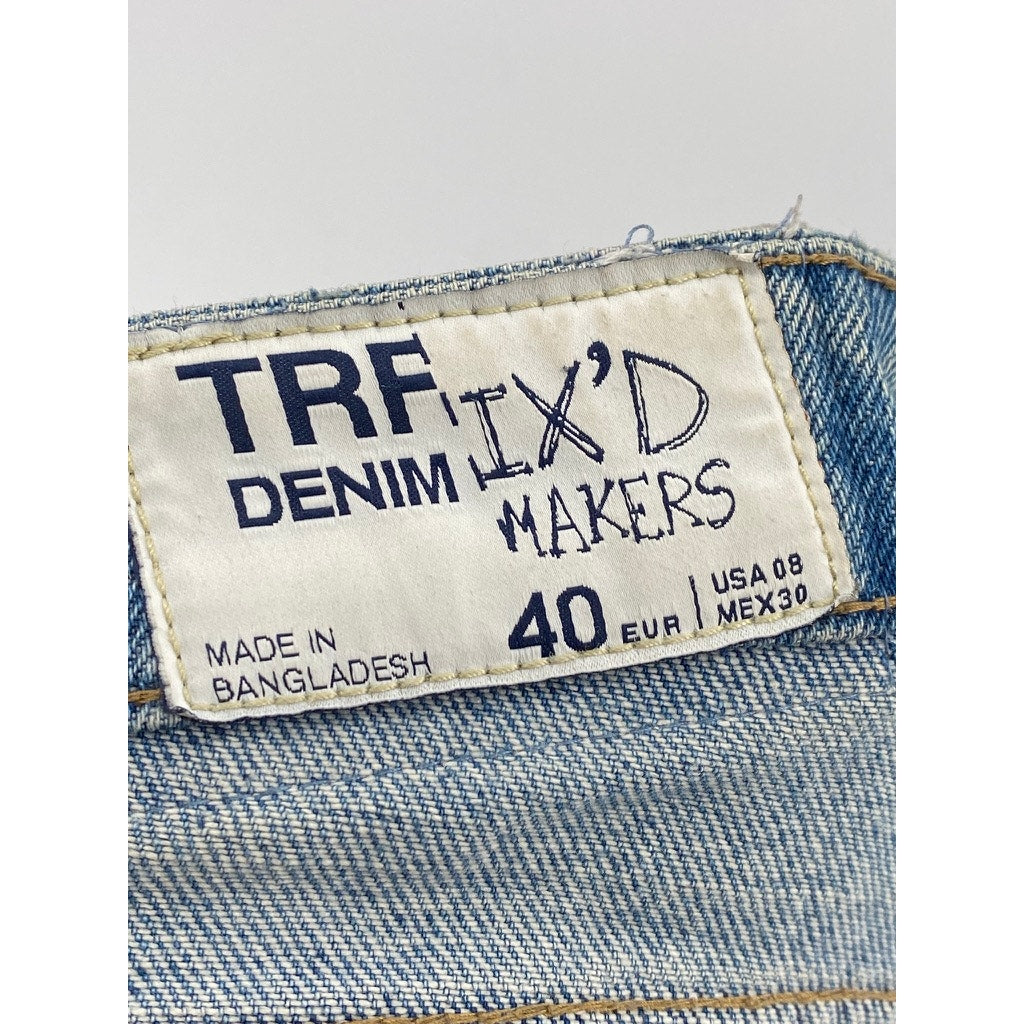 TRF
DENIM
IX'D
MAKERS
MADE IN
BANGLADESH
40 EUR
USA 08
MEX 30